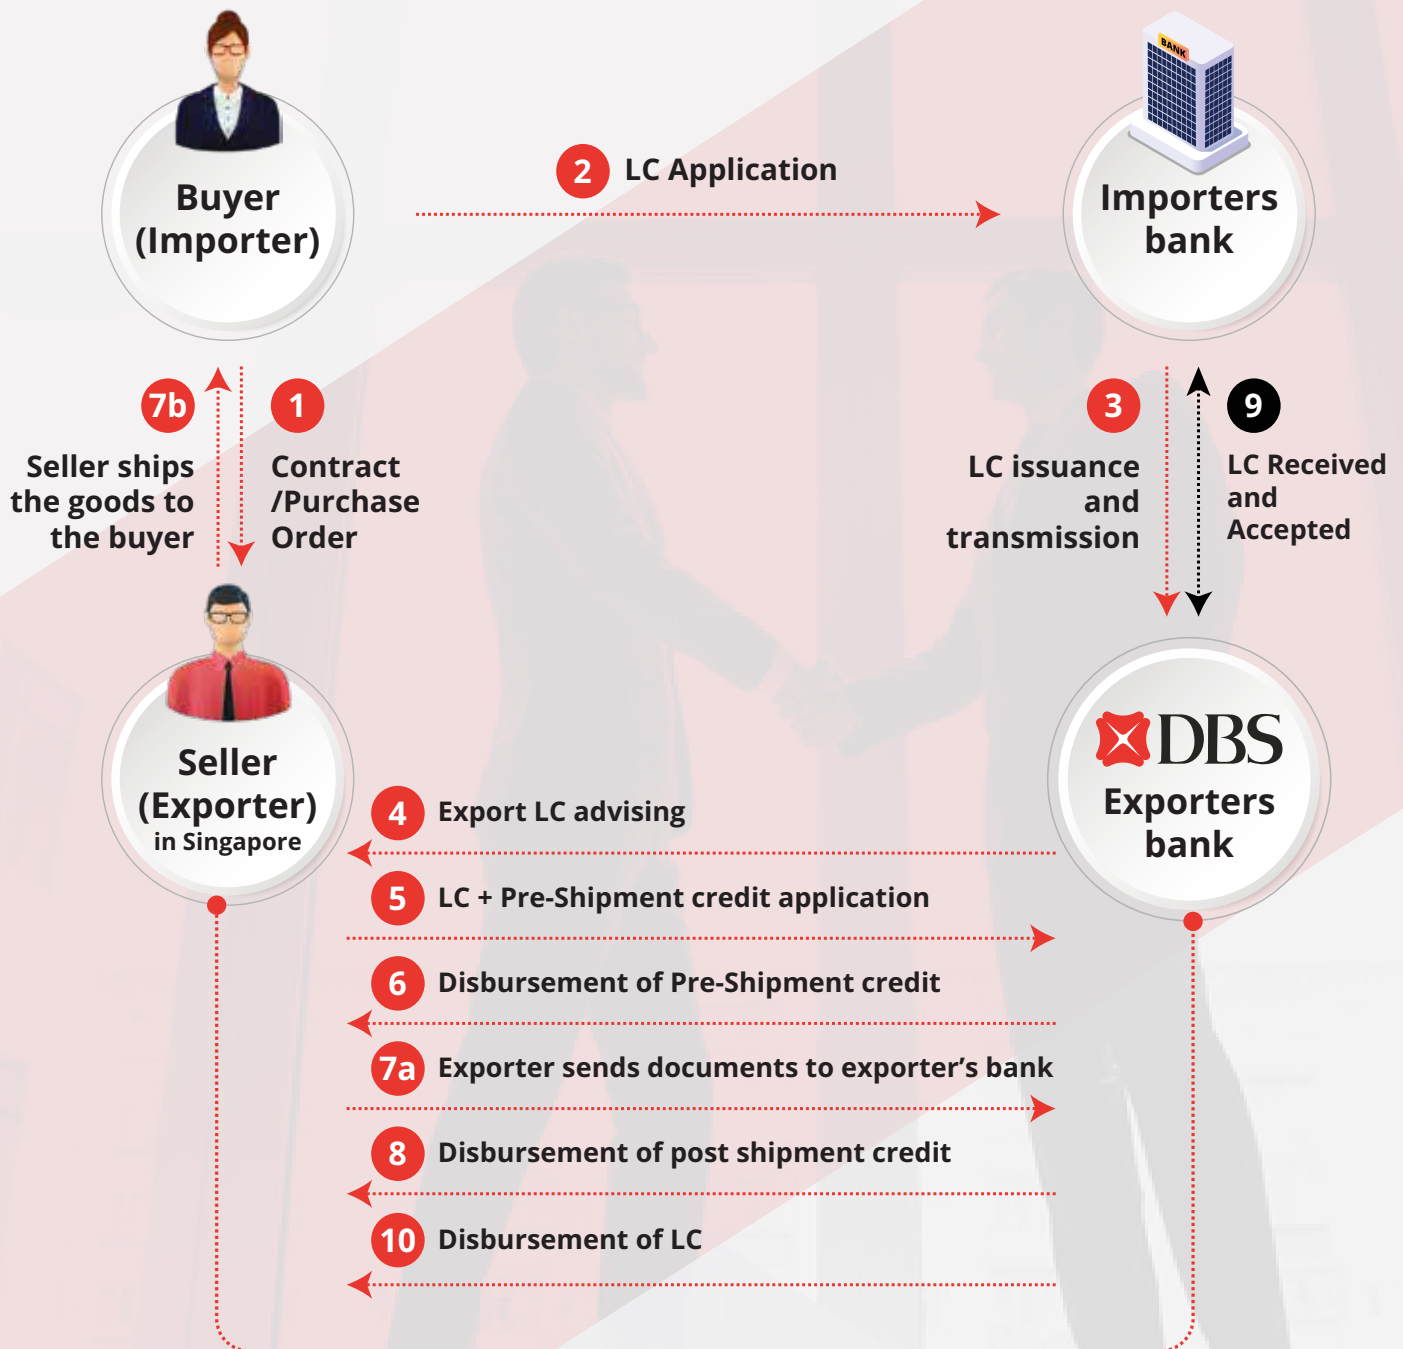 BANK
Buyer
(Importer)
2 LC Application
Importers
bank
7b
Seller ships
the goods to
the buyer
1
Contract
/Purchase
Order
3
LC issuance
and
transmission
9
LC Received
and
Accepted
Seller
(Exporter)
in Singapore
DBS
Exporters
bank
4 Export LC advising
5 LC + Pre-Shipment credit application
6 Disbursement of Pre-Shipment credit
7a Exporter sends documents to exporter’s bank
8 Disbursement of post shipment credit
10 Disbursement of LC